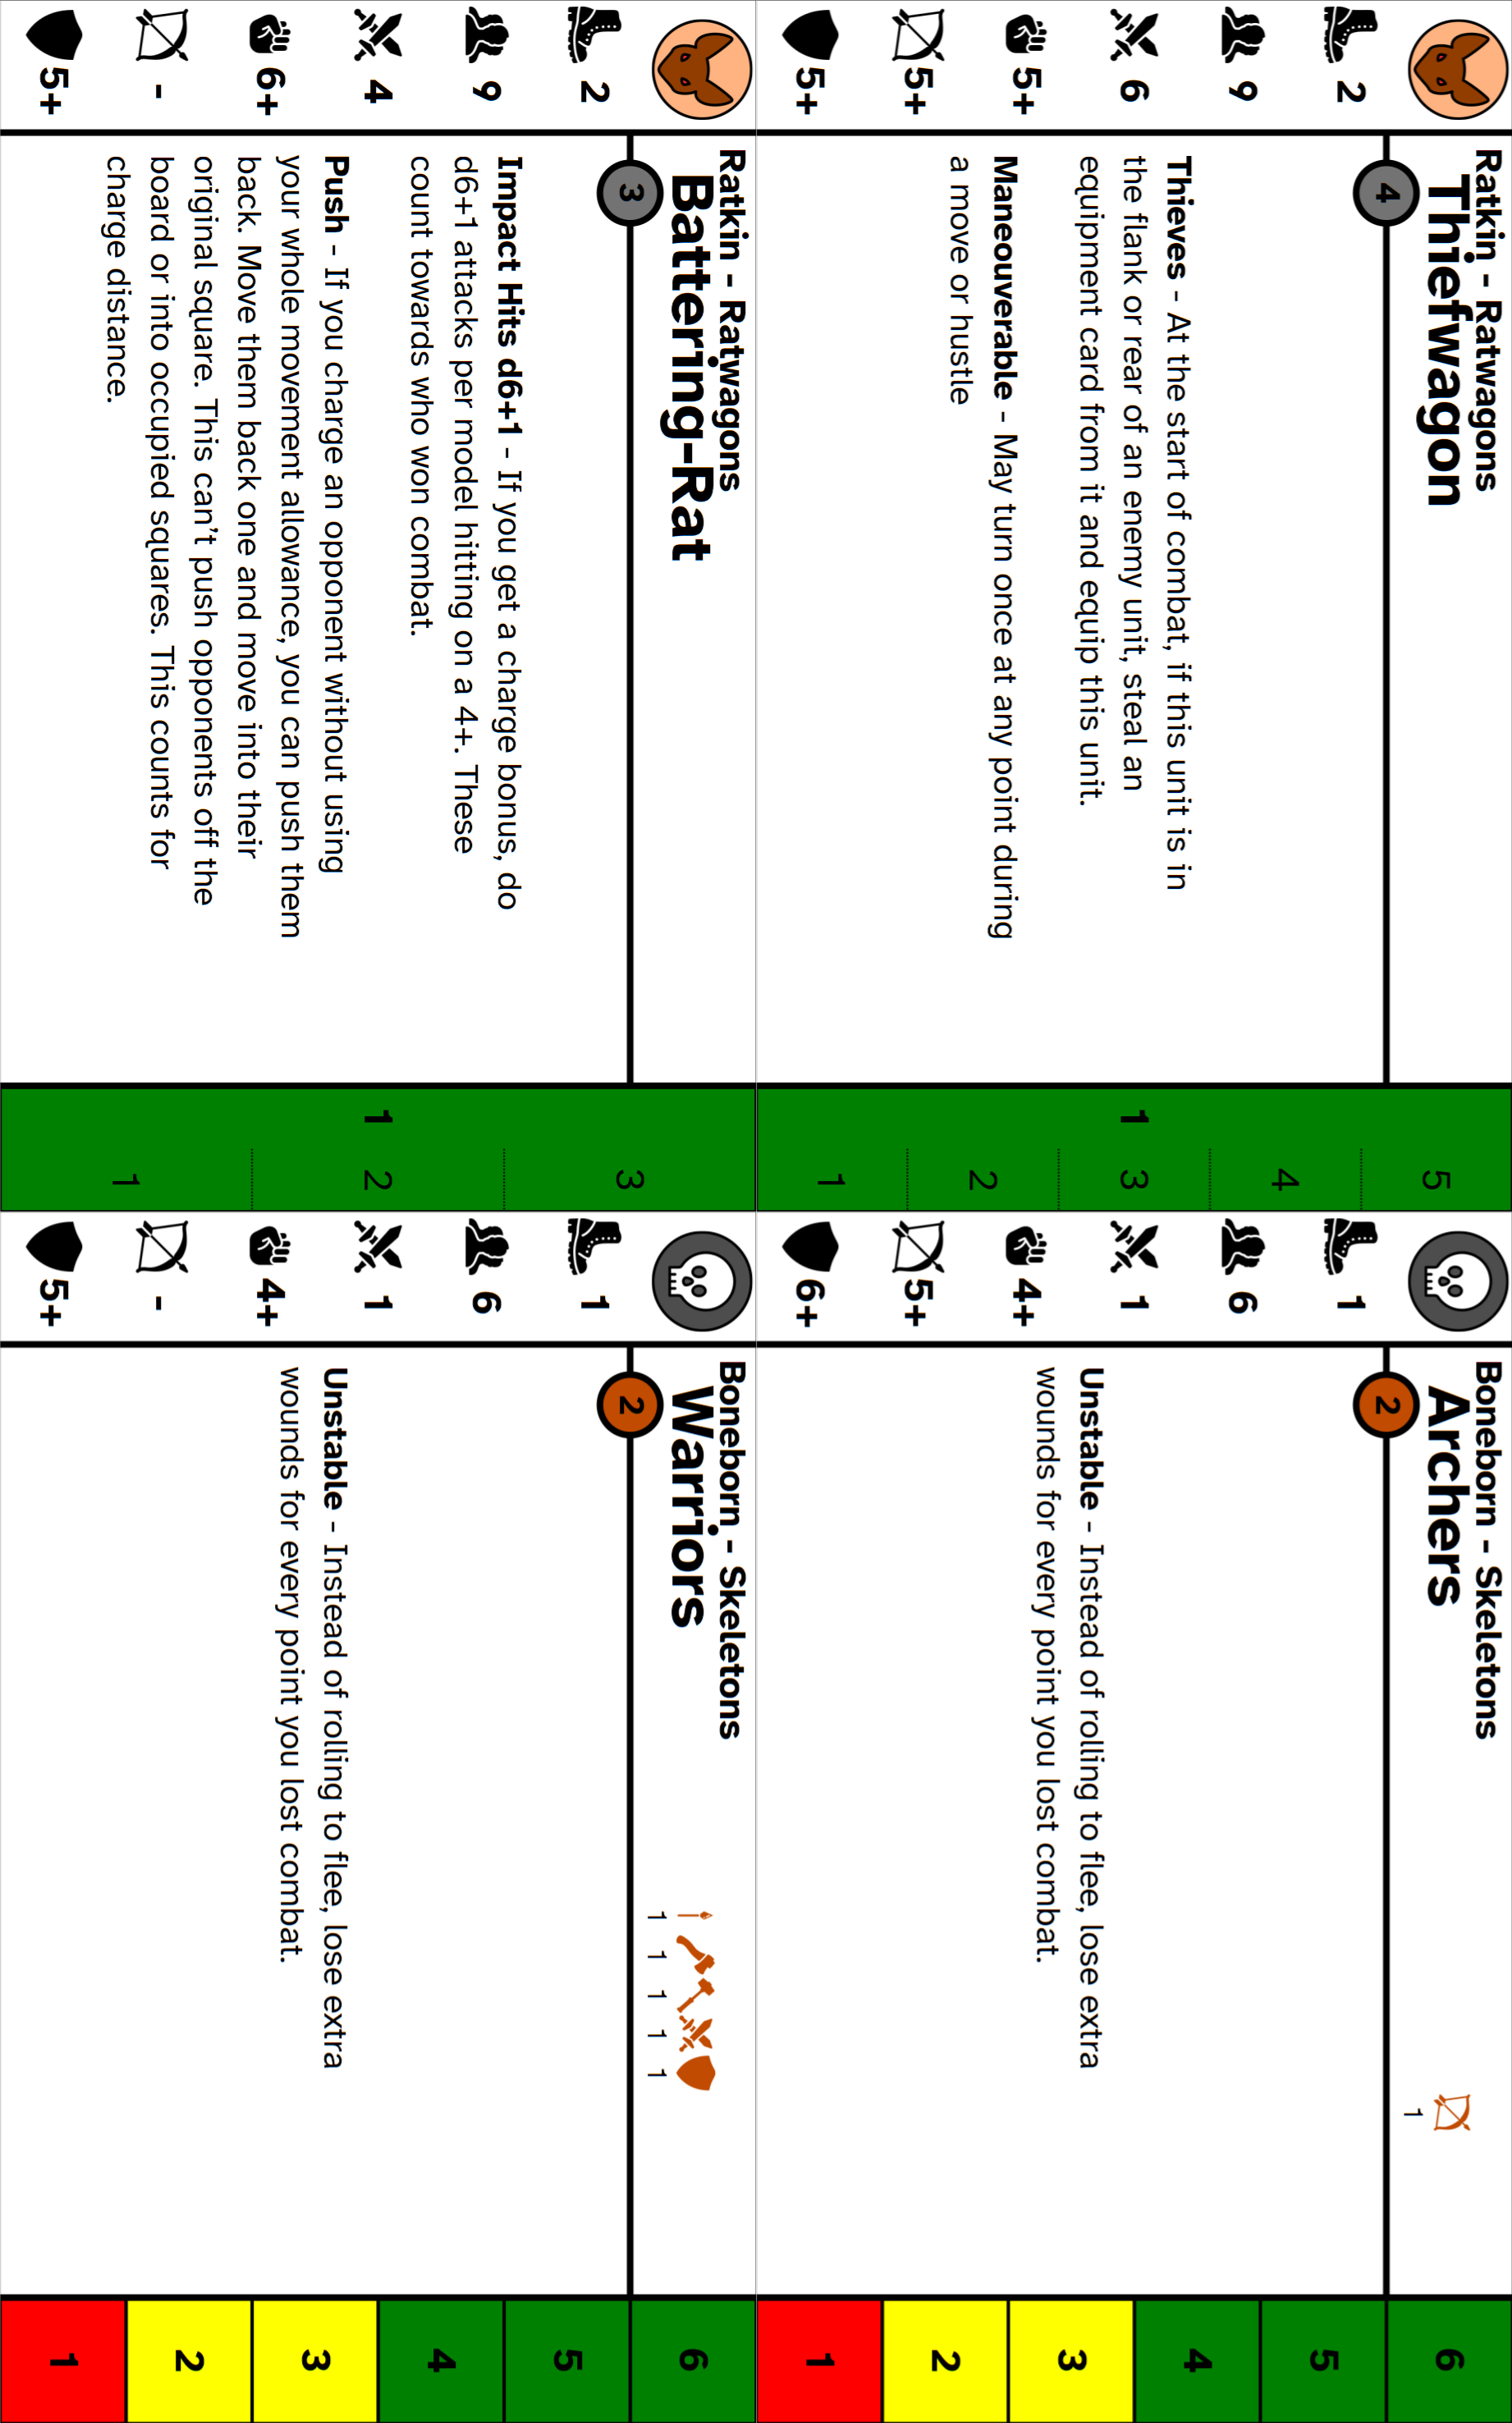 Ratkin - Ratwagons
Thiefwagon
4
2
9
6
5+
5+
5+
Thieves - At the start of combat, if this unit is in
the flank or rear of an enemy unit, steal an
equipment card from it and equip this unit.
Maneouverable - May turn once at any point during
a move or hustle
1
5
4
3
2
1
Boneborn - Skeletons
Archers
1
2
1
6
1
4+
5+
6+
Unstable - Instead of rolling to flee, lose extra
wounds for every point you lost combat.
6
5
4
3
2
1
Ratkin - Ratwagons
Battering-Rat
3
2
9
4
6+
-
5+
Impact Hits d6+1 - If you get a charge bonus, do
d6+1 attacks per model hitting on a 4+. These
count towards who won combat.
Push - If you charge an opponent without using
your whole movement allowance, you can push them
back. Move them back one and move into their
original square. This can't push opponents off the
board or into occupied squares. This counts for
charge distance.
1
3
2
1
Boneborn - Skeletons
Warriors
1 1 1 1 1
2
1
6
1
4+
-
5+
Unstable - Instead of rolling to flee, lose extra
wounds for every point you lost combat.
6
5
4
3
2
1